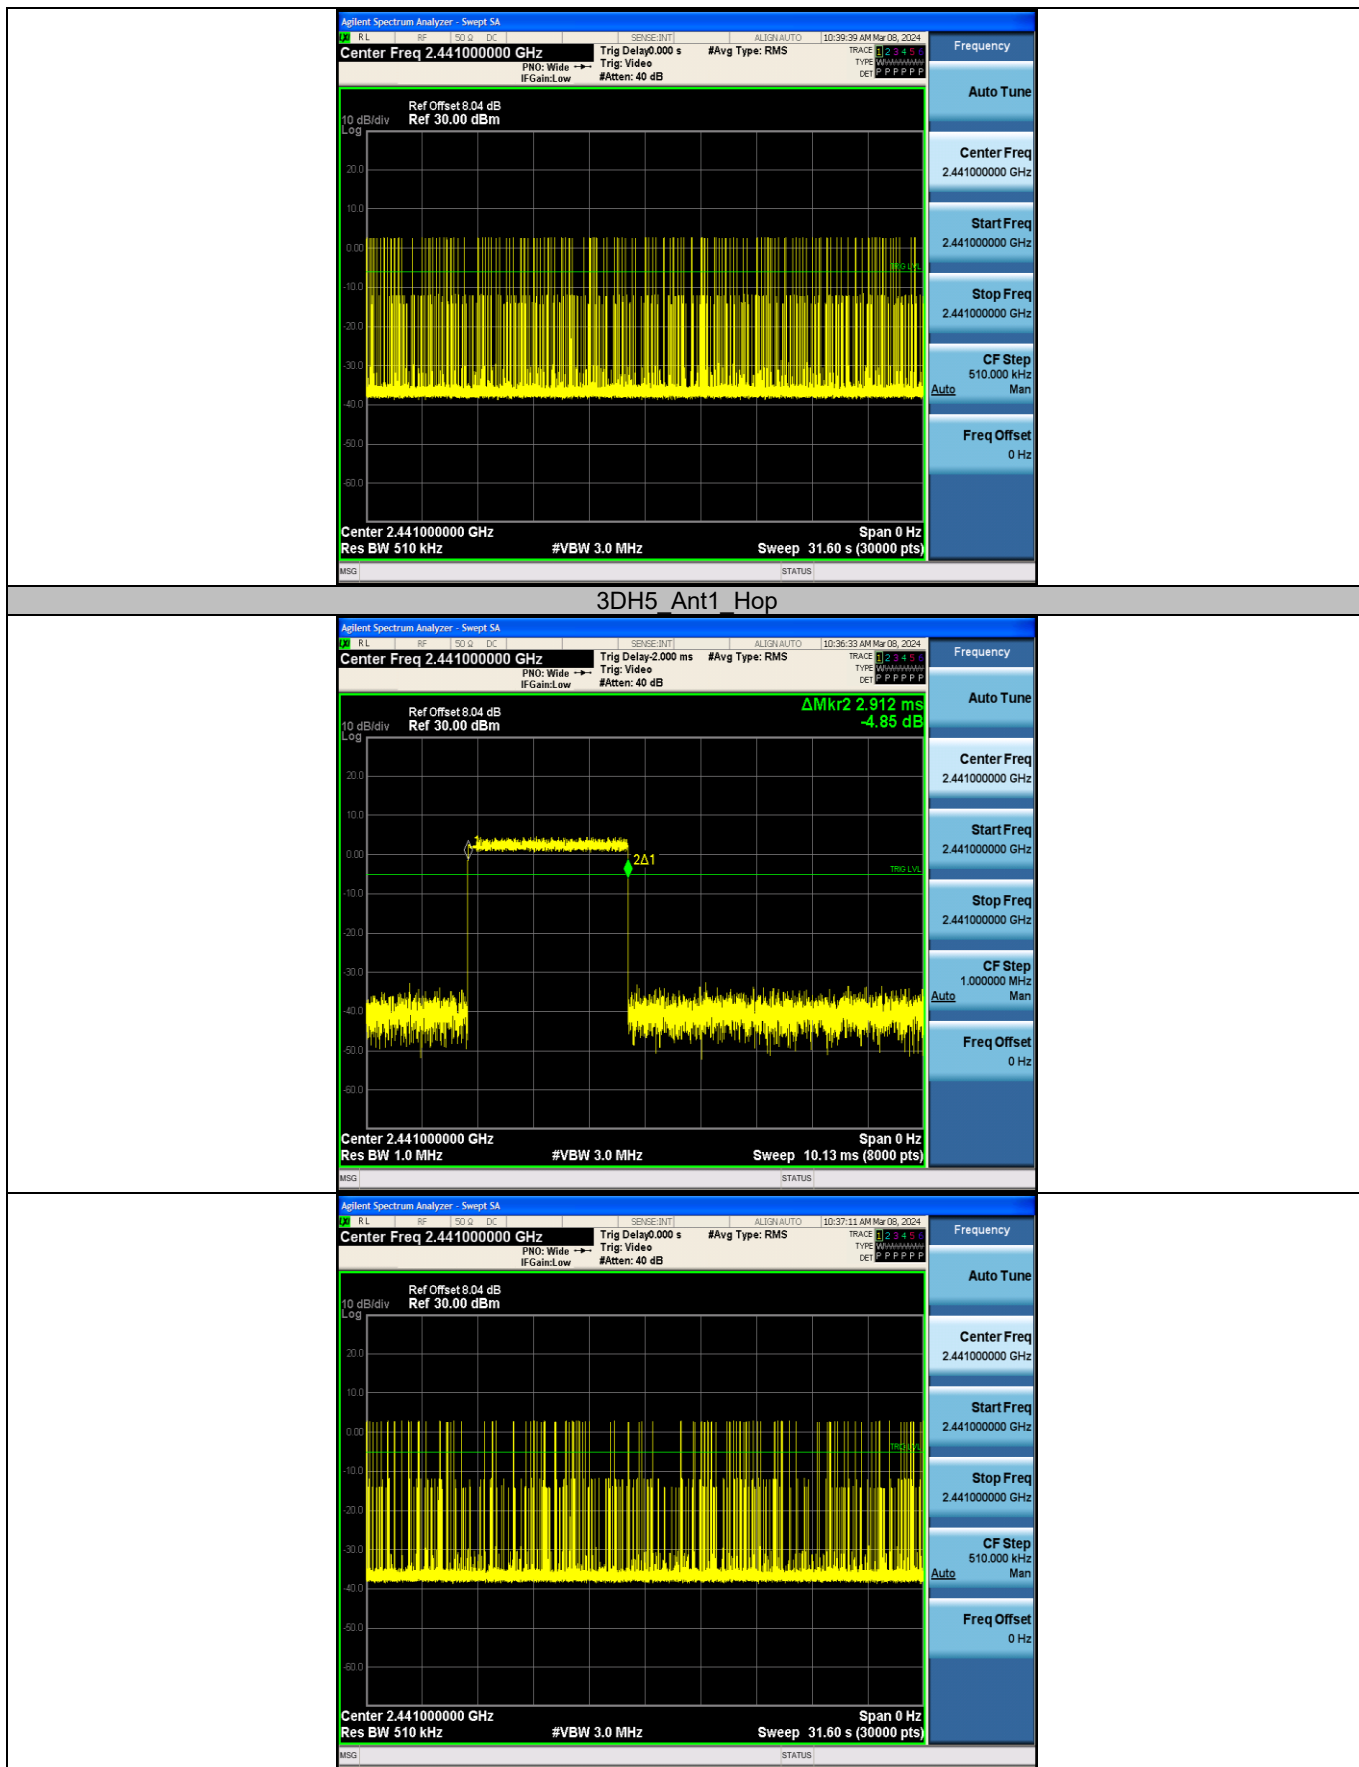 Agilent Spectrum Analyzer - Swept SA
RL RF 50 Ω DC SENSE:INT ALIGN AUTO 10:39:39 AM Mar 08, 2024
Center Freq 2.441000000 GHz Trig Delay0.000 s #Avg Type: RMS TRACE 1 2 3 4 5 6
PNO: Wide Trig: Video TYPE
IFGain:Low #Atten: 40 dB DET P P P P P P
Frequency
Auto Tune
Center Freq
2.441000000 GHz
Start Freq
2.441000000 GHz
Stop Freq
2.441000000 GHz
CF Step
510.000 kHz
Auto Man
Freq Offset
0 Hz
Ref Offset 8.04 dB
10 dB/div Ref 30.00 dBm
Log
20.0
10.0
0.00
TRIG LVL
-10.0
-20.0
-30.0
-40.0
-50.0
-60.0
Center 2.441000000 GHz Span 0 Hz
Res BW 510 kHz #VBW 3.0 MHz Sweep 31.60 s (30000 pts)
MSG STATUS
3DH5_Ant1_Hop
Agilent Spectrum Analyzer - Swept SA
RL RF 50 Ω DC SENSE:INT ALIGN AUTO 10:36:33 AM Mar 08, 2024
Center Freq 2.441000000 GHz Trig Delay-2.000 ms #Avg Type: RMS TRACE 1 2 3 4 5 6
PNO: Wide Trig: Video TYPE
IFGain:Low #Atten: 40 dB DET P P P P P P
Frequency
Auto Tune
Center Freq
2.441000000 GHz
Start Freq
2.441000000 GHz
Stop Freq
2.441000000 GHz
CF Step
1.000000 MHz
Auto Man
Freq Offset
0 Hz
ΔMkr2 2.912 ms
-4.85 dB
Ref Offset 8.04 dB
10 dB/div Ref 30.00 dBm
Log
20.0
10.0
0.00
2Δ1
TRIG LVL
-10.0
-20.0
-30.0
-40.0
-50.0
-60.0
Center 2.441000000 GHz Span 0 Hz
Res BW 1.0 MHz #VBW 3.0 MHz Sweep 10.13 ms (8000 pts)
MSG STATUS
Agilent Spectrum Analyzer - Swept SA
RL RF 50 Ω DC SENSE:INT ALIGN AUTO 10:37:11 AM Mar 08, 2024
Center Freq 2.441000000 GHz Trig Delay0.000 s #Avg Type: RMS TRACE 1 2 3 4 5 6
PNO: Wide Trig: Video TYPE
IFGain:Low #Atten: 40 dB DET P P P P P P
Frequency
Auto Tune
Center Freq
2.441000000 GHz
Start Freq
2.441000000 GHz
Stop Freq
2.441000000 GHz
CF Step
510.000 kHz
Auto Man
Freq Offset
0 Hz
Ref Offset 8.04 dB
10 dB/div Ref 30.00 dBm
Log
20.0
10.0
0.00
TRIG LVL
-10.0
-20.0
-30.0
-40.0
-50.0
-60.0
Center 2.441000000 GHz Span 0 Hz
Res BW 510 kHz #VBW 3.0 MHz Sweep 31.60 s (30000 pts)
MSG STATUS